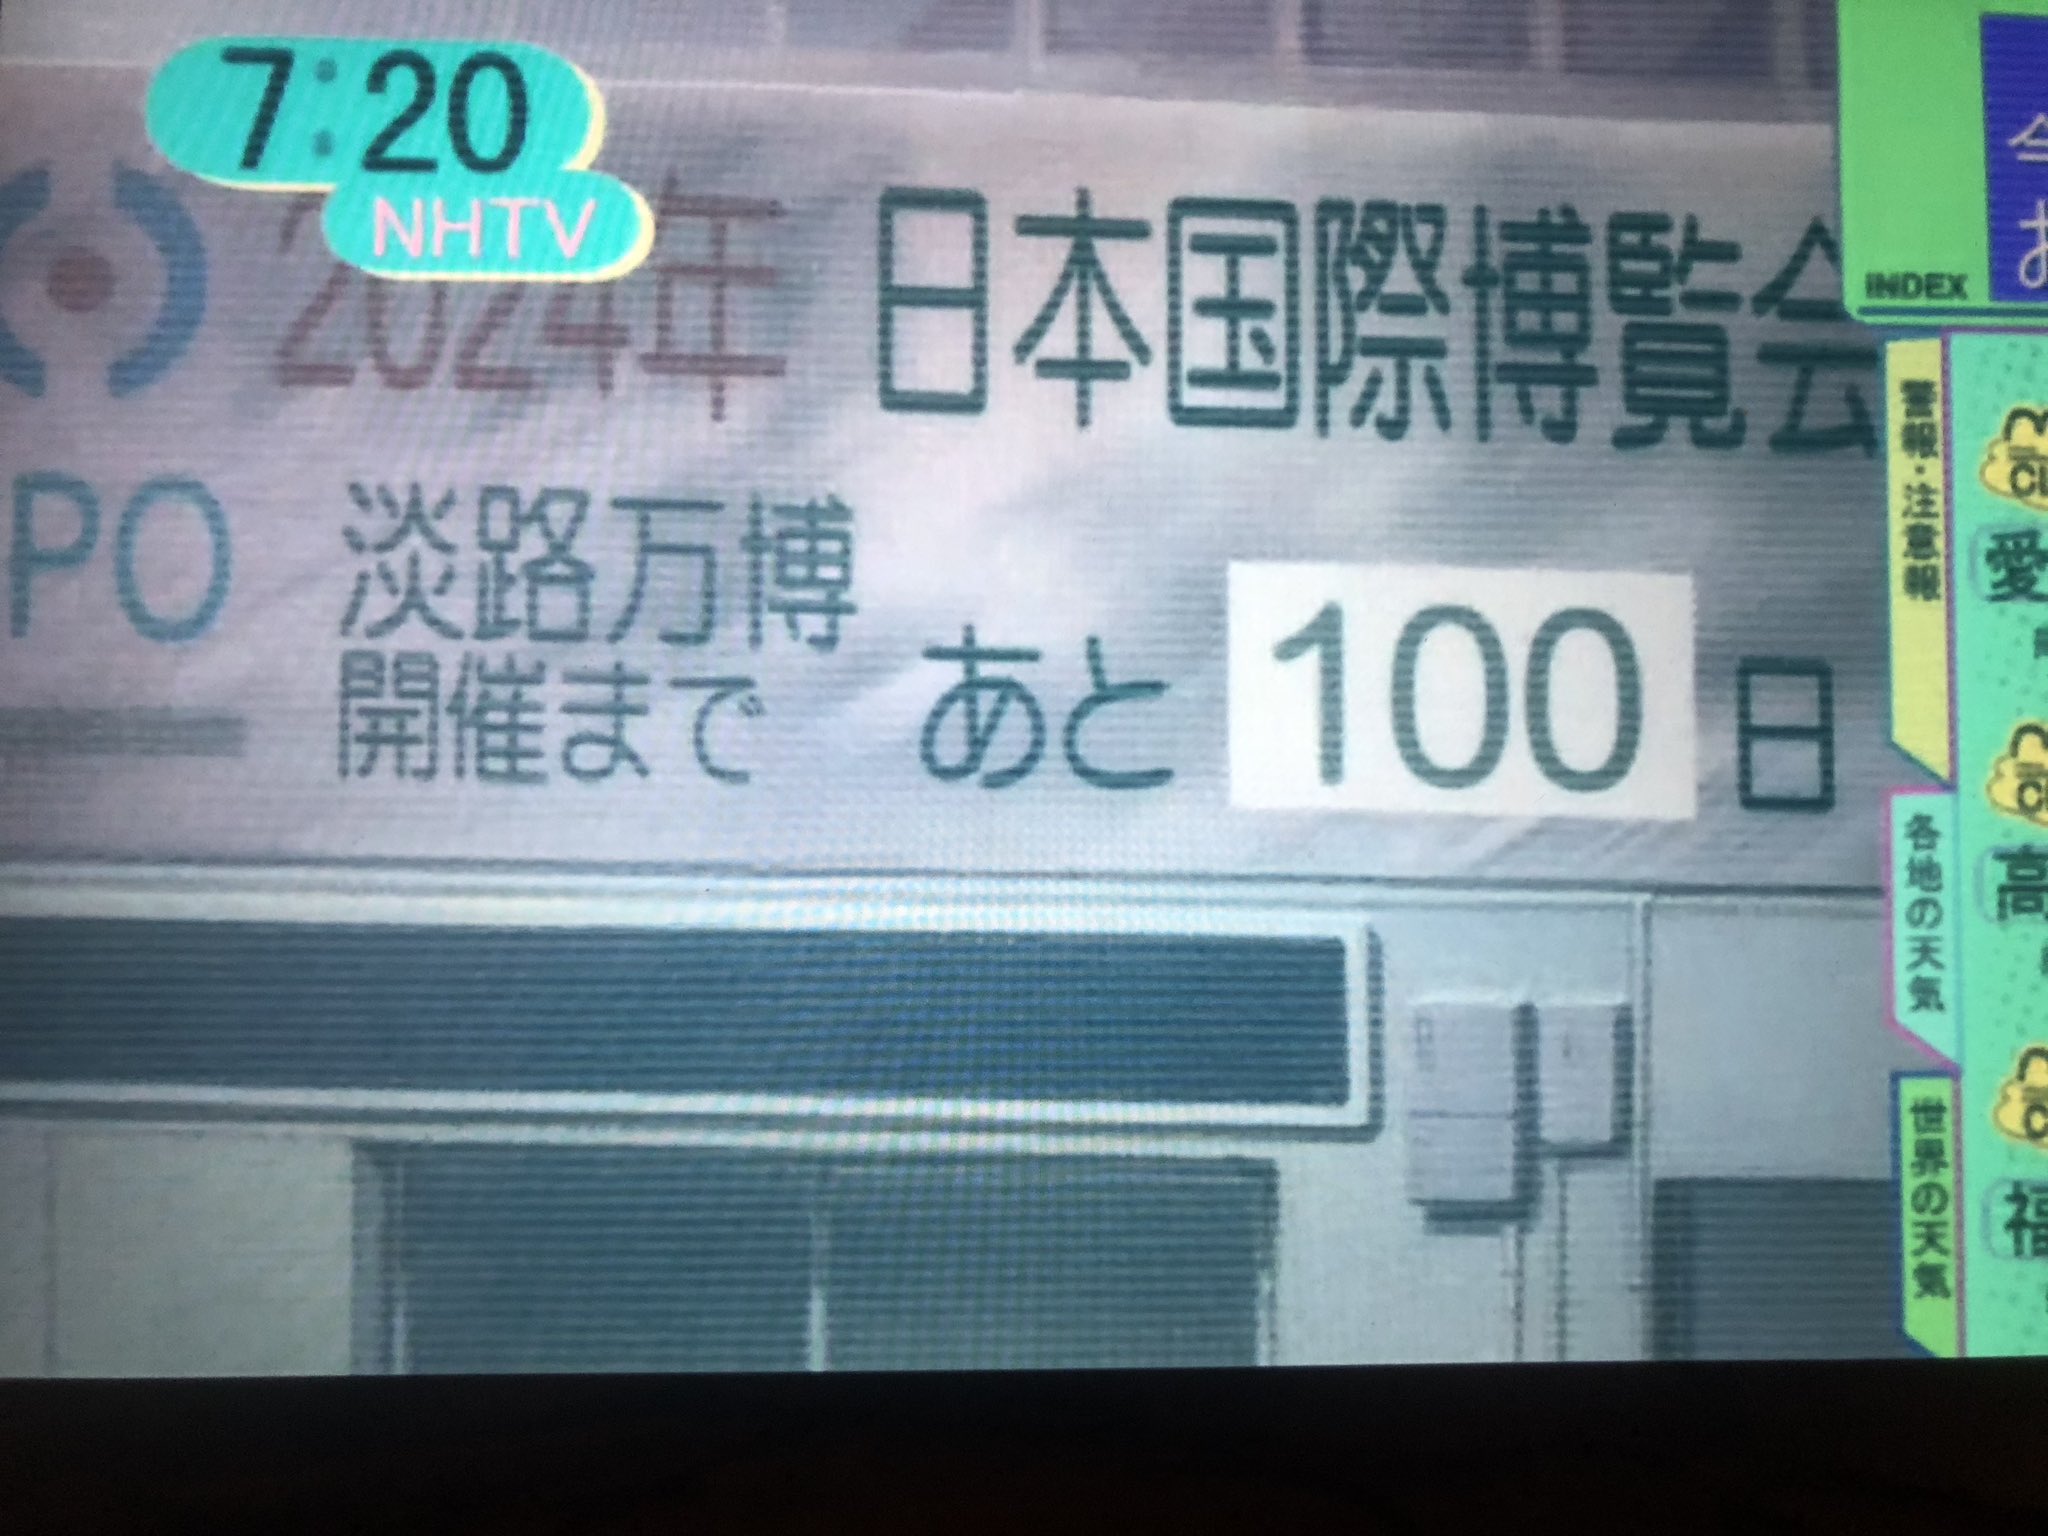 7:20
NHTV
2024年 日本国際博覧会
PO 淡路万博
開催まで あと 100 日
INDEX
警報・注意報
各地の天気
世界の天気
愛
高
福